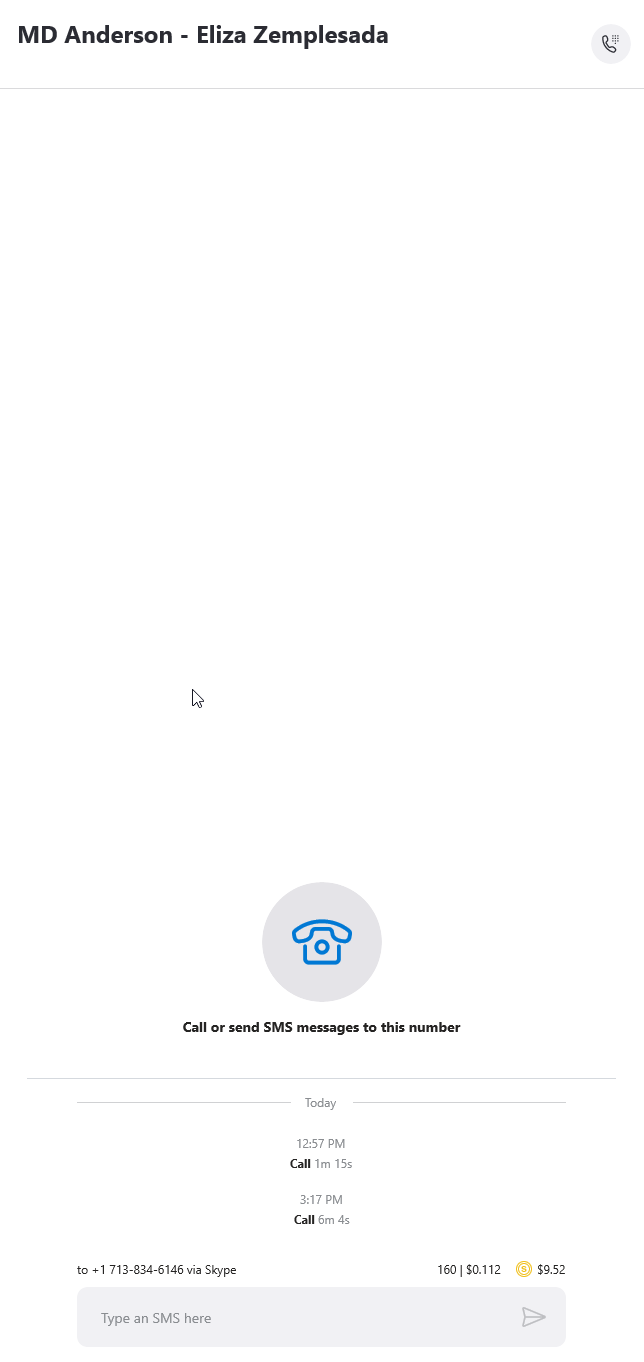 MD Anderson - Eliza Zemplesada
Call or send SMS messages to this number
Today
12:57 PM
Call 1m 15s
3:17 PM
Call 6m 4s
to +1 713-834-6146 via Skype 160 | $0.112 $9.52
Type an SMS here